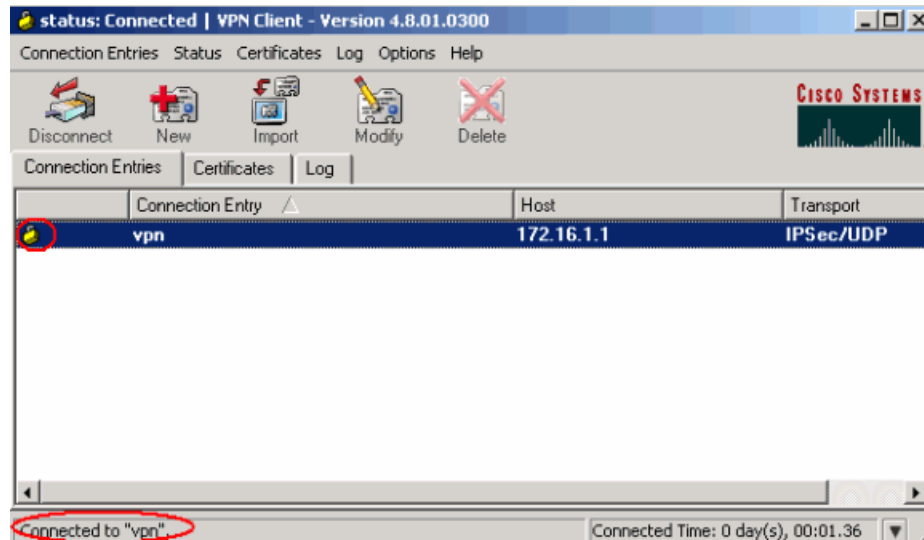 status: Connected | VPN Client - Version 4.8.01.0300
Connection Entries Status Certificates Log Options Help
Disconnect New Import Modify Delete
CISCO SYSTEMS
Connection Entries Certificates Log
Connection Entry Host Transport
vpn 172.16.1.1 IPSec/UDP
Connected to "vpn". Connected Time: 0 day(s), 00:01.36